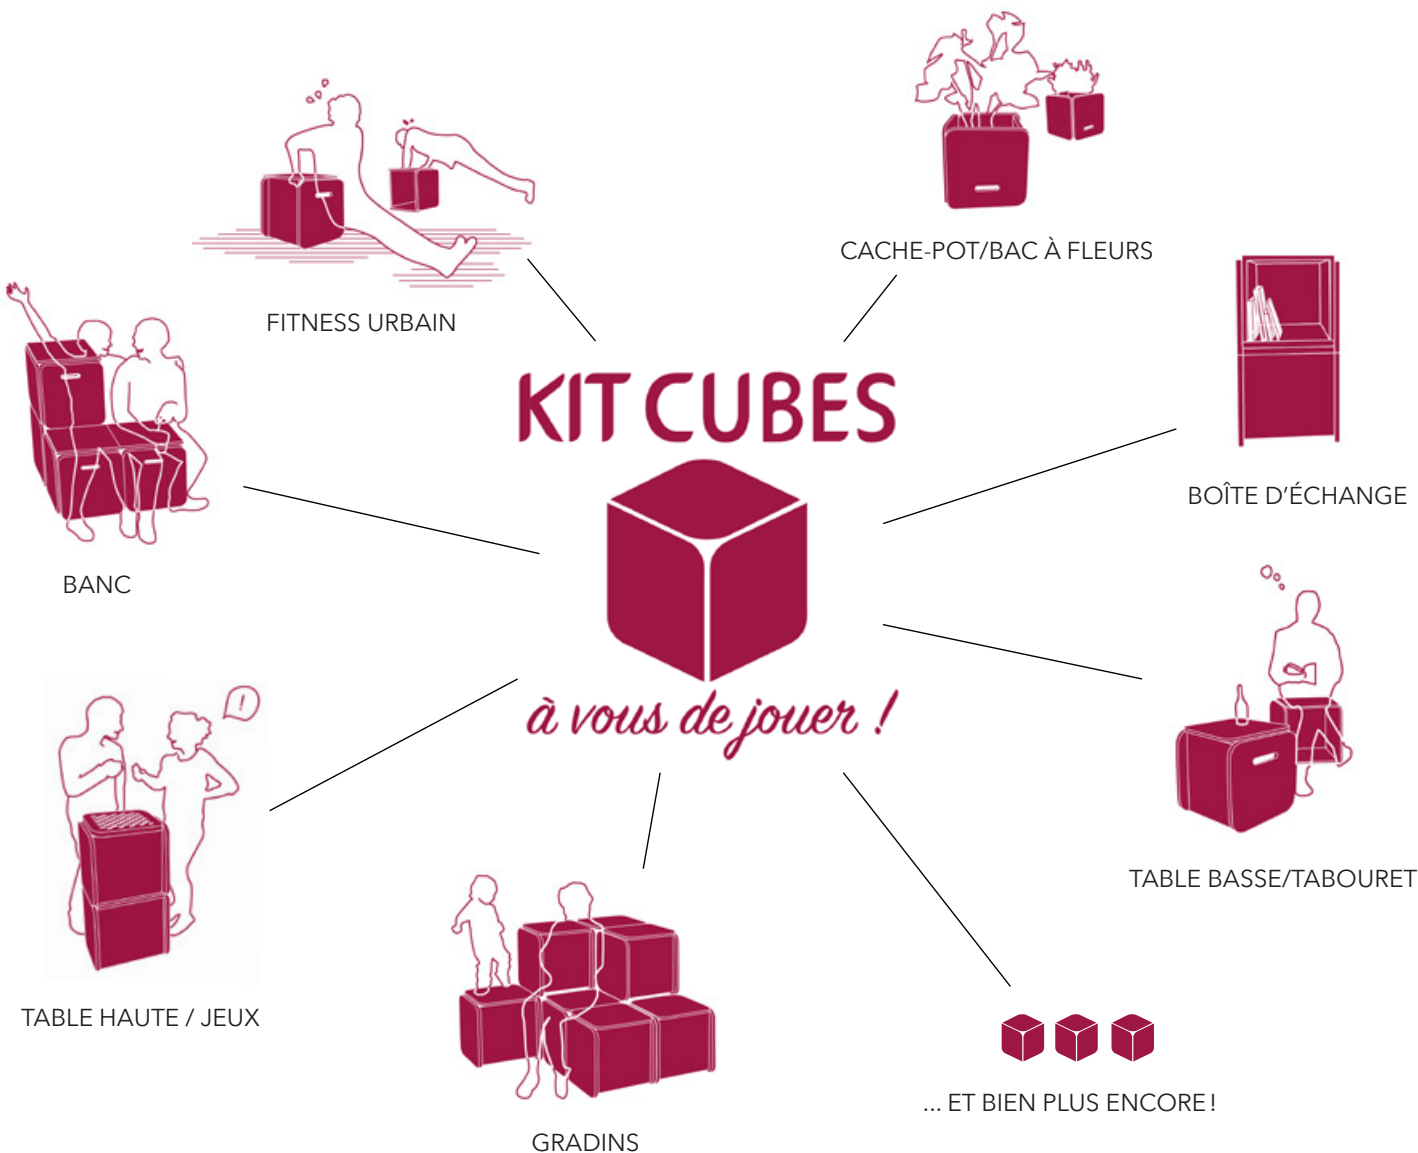 CACHE-POT/BAC À FLEURS
FITNESS URBAIN
KIT CUBES
BOÎTE D'ÉCHANGE
BANC
à vous de jouer !
!
TABLE BASSE/TABOURET
TABLE HAUTE / JEUX
... ET BIEN PLUS ENCORE !
GRADINS